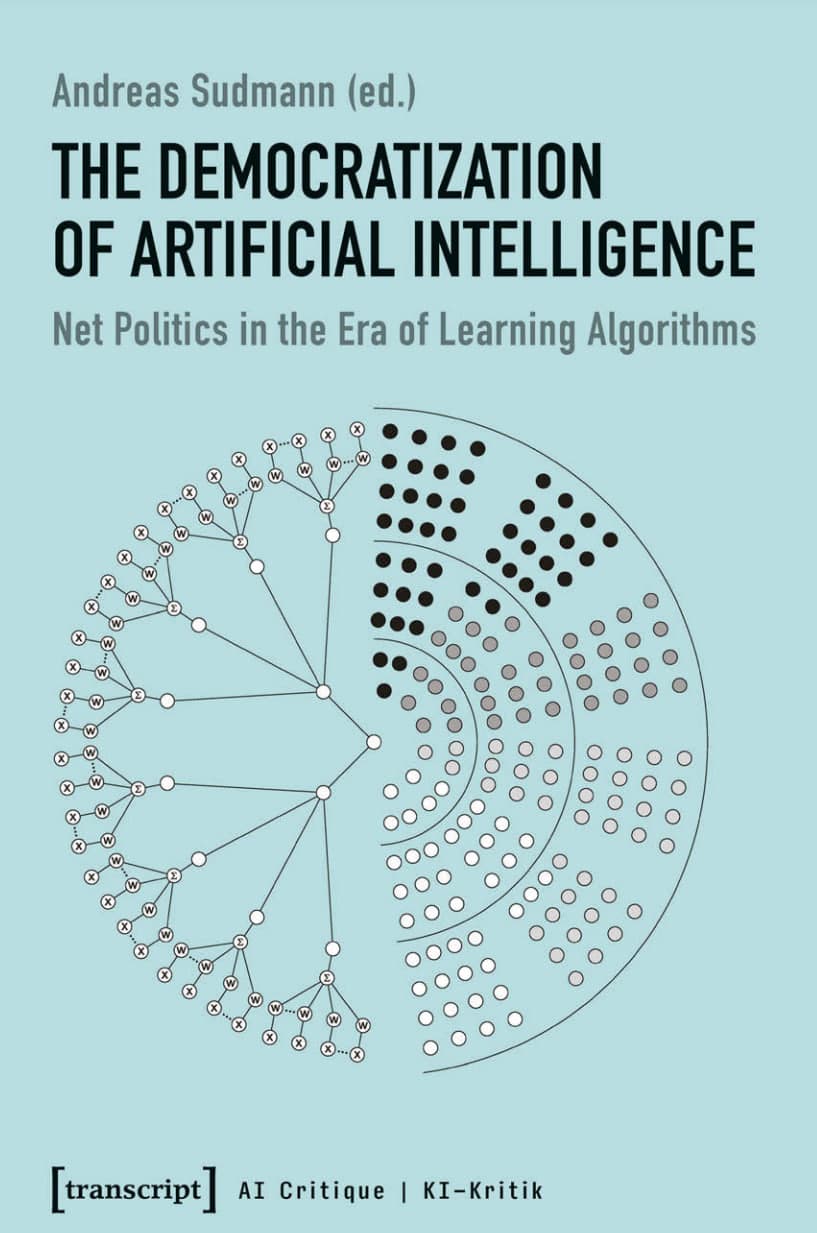 Andreas Sudmann (ed.)
THE DEMOCRATIZATION
OF ARTIFICIAL INTELLIGENCE
Net Politics in the Era of Learning Algorithms
[transcript] AI Critique | KI-Kritik